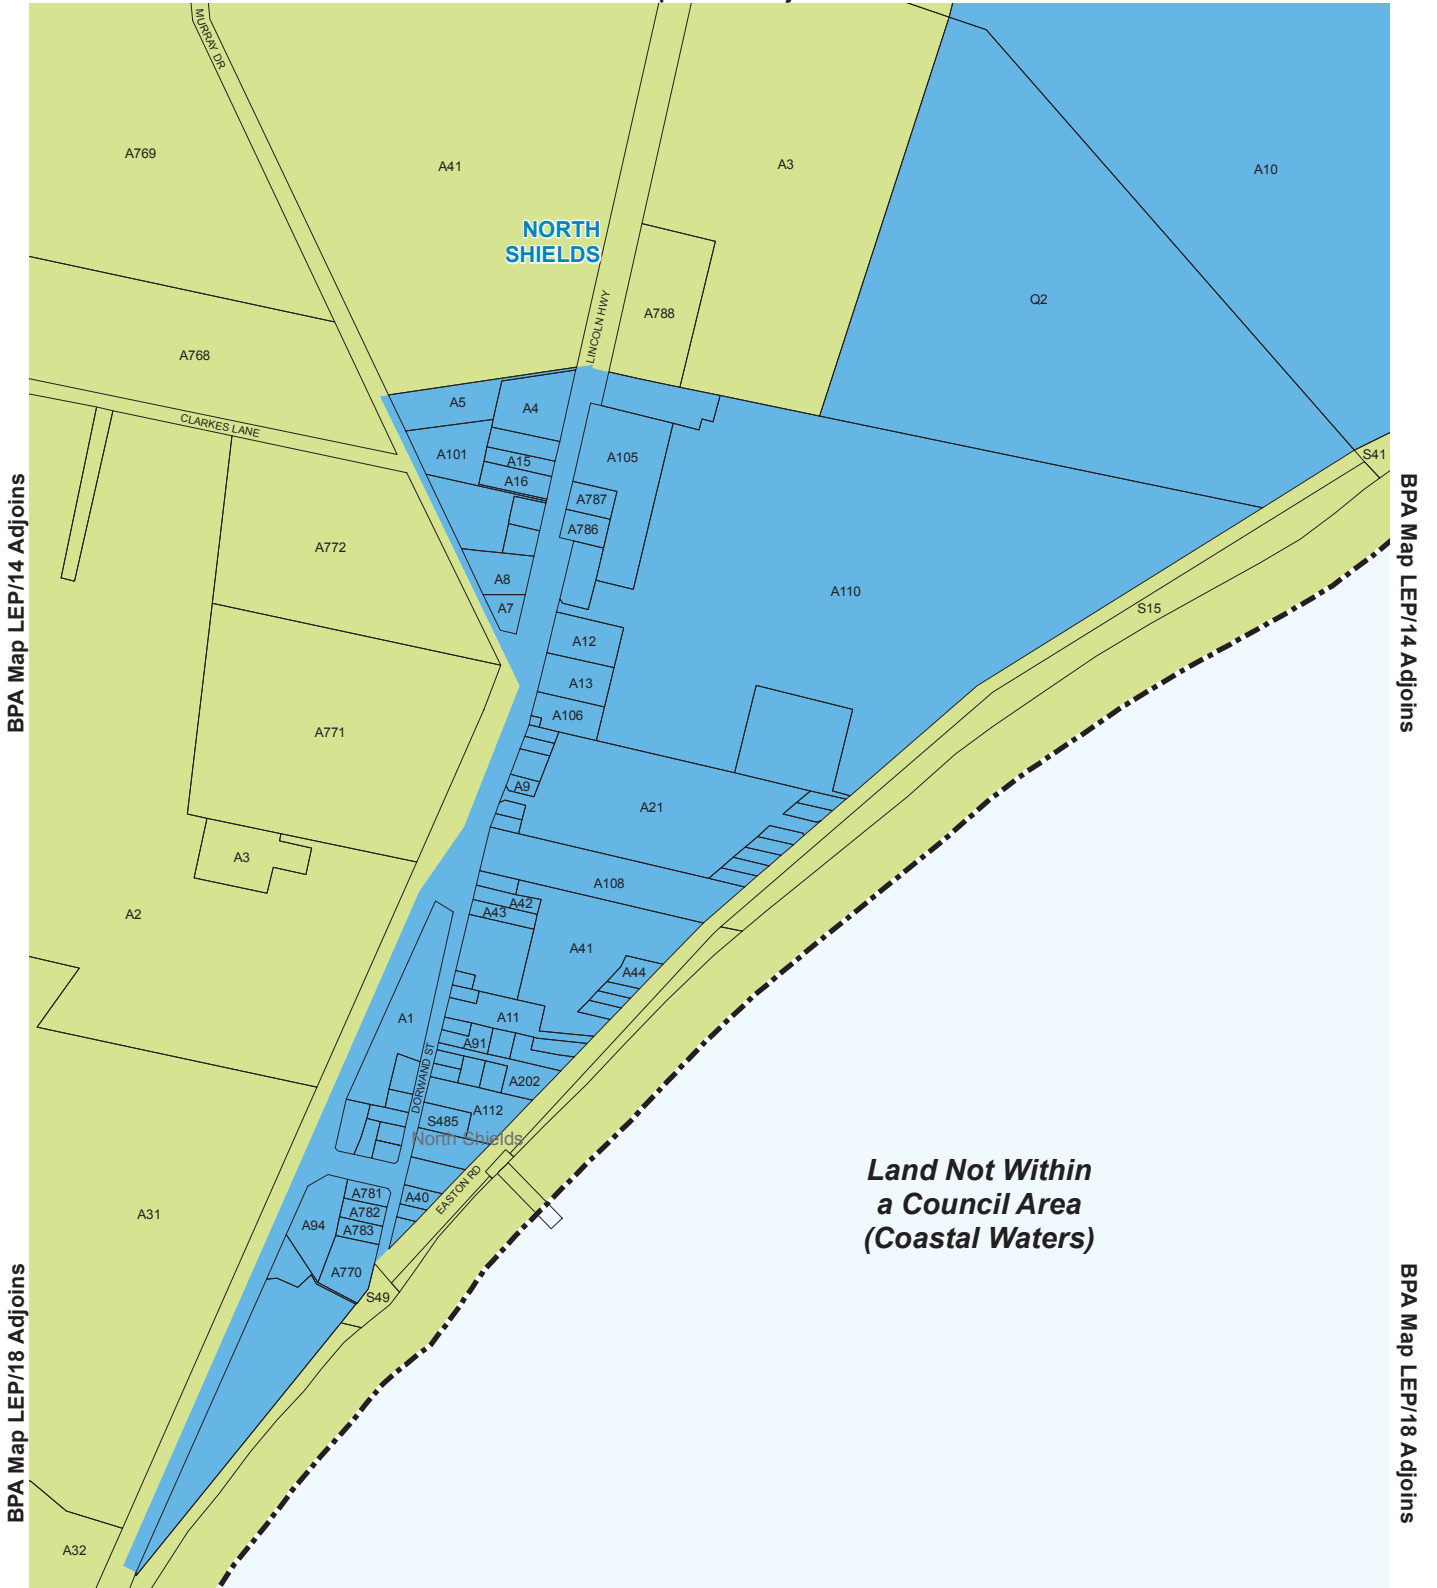 MURRAY DR
A769
A41
A3
A10
NORTH
SHIELDS
Q2
LINCOLN HWY
A788
A768
A5
A4
CLARKES LANE
A101
A15
A16
A105
S41
A787
A786
BPA Map LEP/14 Adjoins
BPA Map LEP/14 Adjoins
A772
A8
A7
A110
S15
A12
A13
A106
A771
A9
A21
A3
A108
A2
A42
A43
A41
A44
A1
A11
A91
DORWAND ST
A202
A112
S485
North Shields
Land Not Within
a Council Area
(Coastal Waters)
EASTON RD
A781
A40
A782
A783
A94
A31
A770
S49
BPA Map LEP/18 Adjoins
BPA Map LEP/18 Adjoins
A32